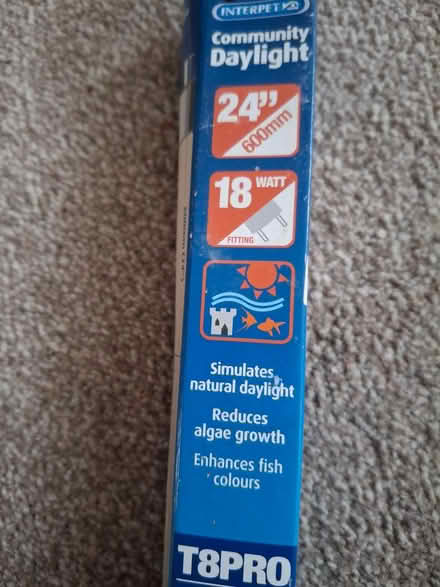 INTERPET
Community
Daylight
24"
600mm
18 WATT
FITTING
Simulates
natural daylight
Reduces
algae growth
Enhances fish
colours
T8PRO